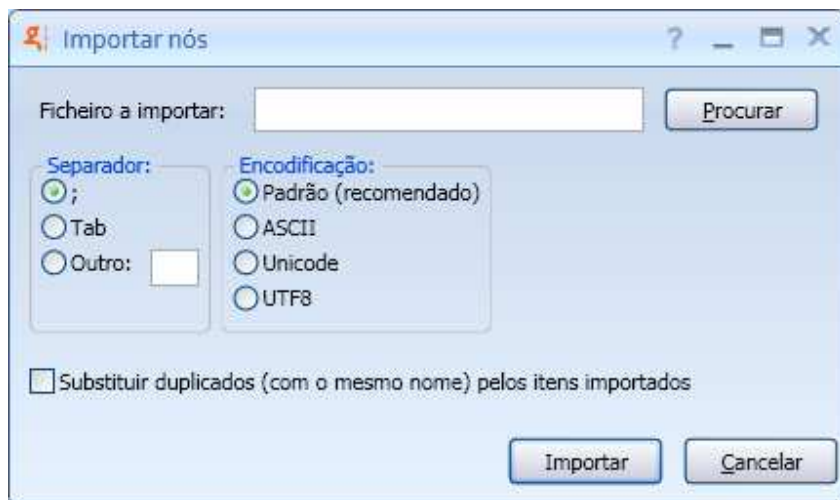 Importar nós
Ficheiro a importar:
Procurar
Separador:
;
Tab
Outro:
Encodificação:
Padrão (recomendado)
ASCII
Unicode
UTF8
Substituir duplicados (com o mesmo nome) pelos itens importados
Importar
Cancelar